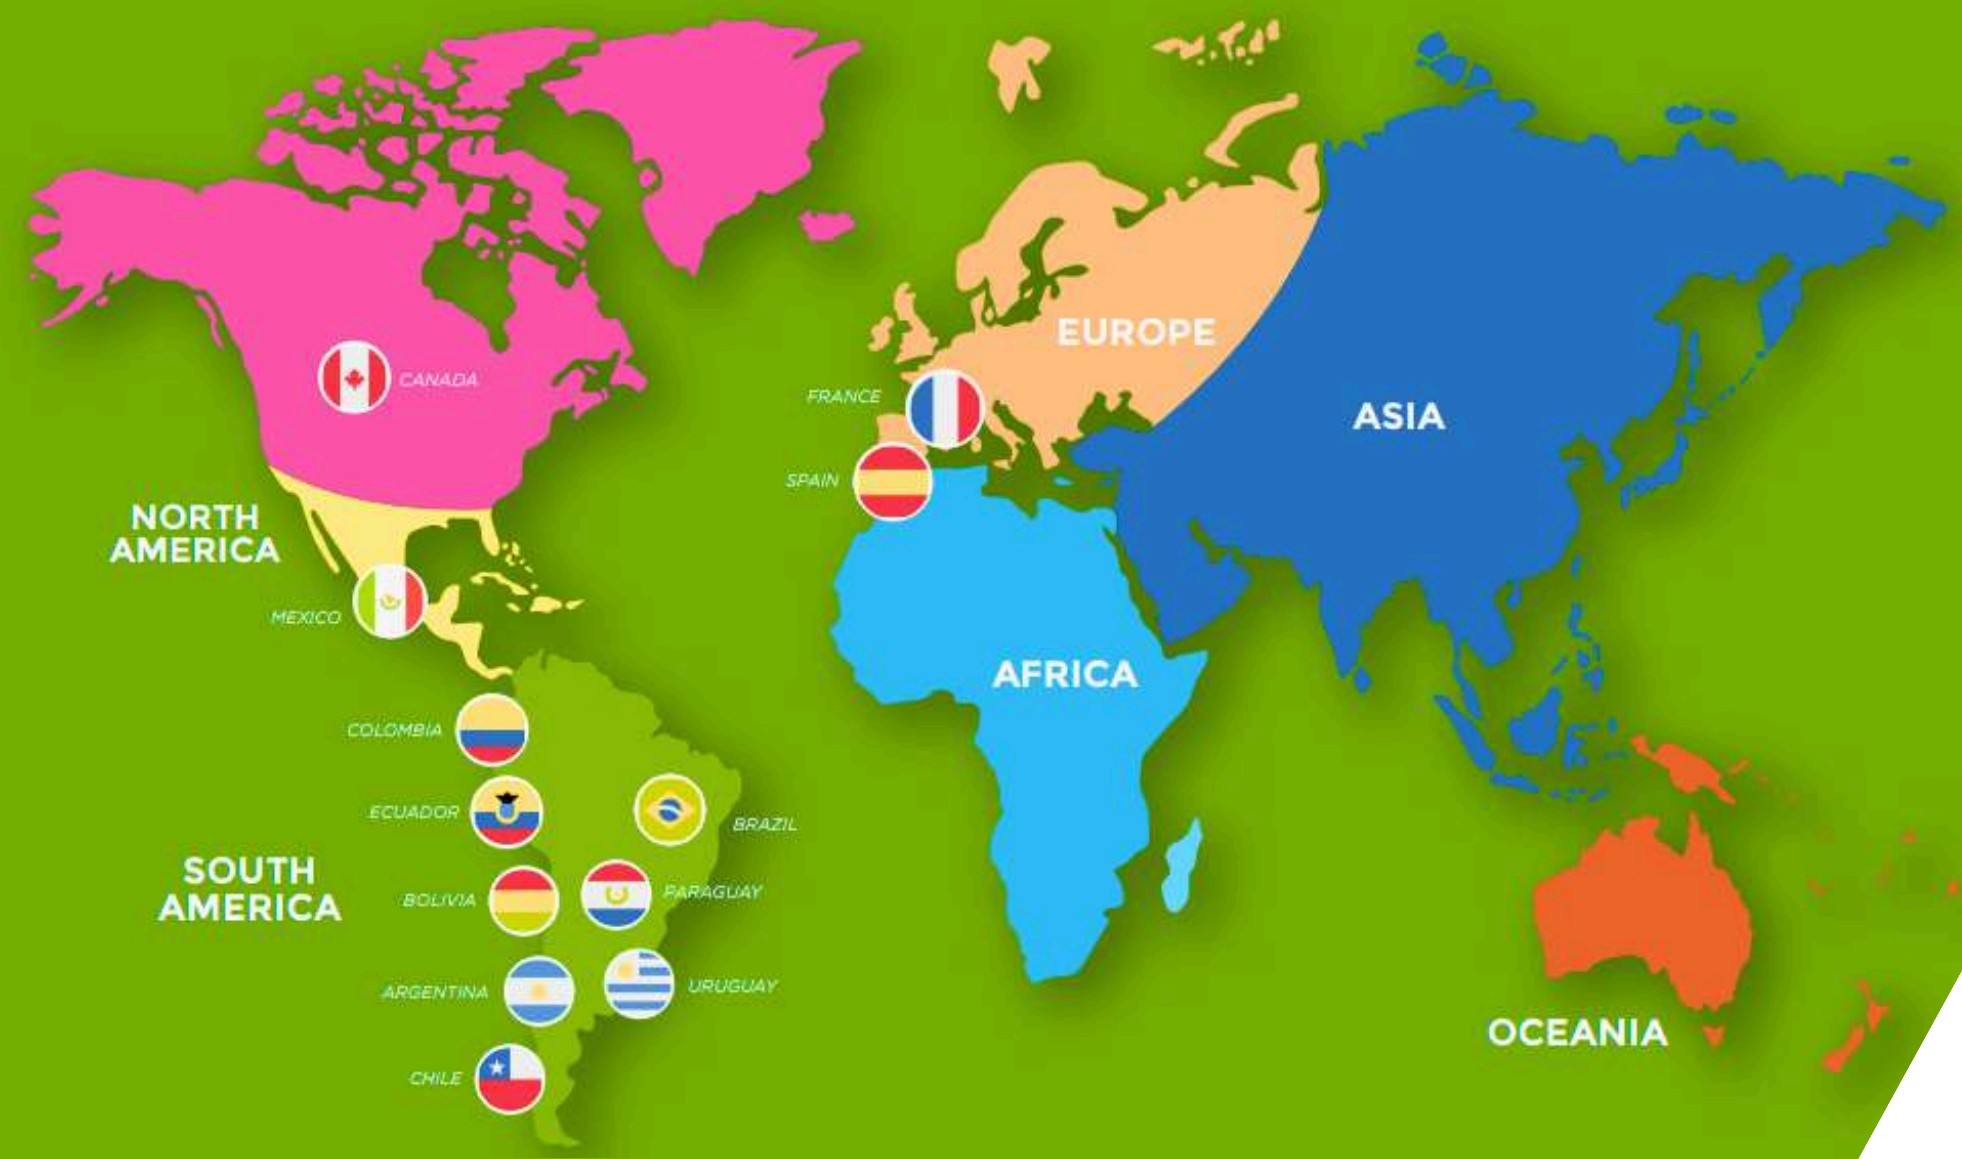 EUROPE
CANADA
FRANCE
ASIA
SPAIN
NORTH
AMERICA
MEXICO
AFRICA
COLOMBIA
ECUADOR
BRAZIL
SOUTH
AMERICA
BOLIVIA
PARAGUAY
ARGENTINA
URUGUAY
OCEANIA
CHILE